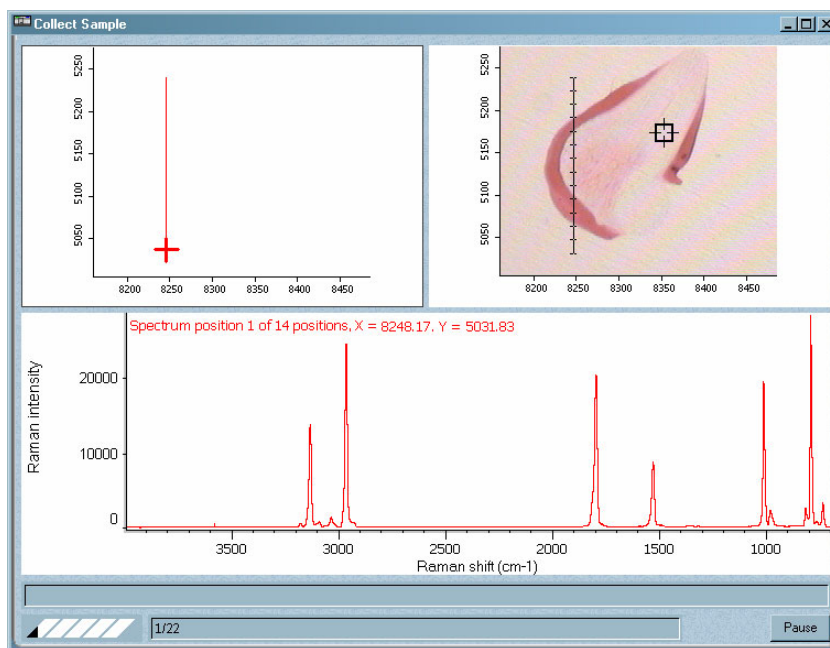 Collect Sample
5250
5200
5150
5100
5050
8200 8250 8300 8350 8400 8450
5250
5200
5150
5100
5050
8200 8250 8300 8350 8400 8450
Spectrum position 1 of 14 positions, X = 8248.17. Y = 5031.83
Raman intensity
20000
10000
0
3500 3000 2500 2000 1500 1000
Raman shift (cm-1)
1/22
Pause